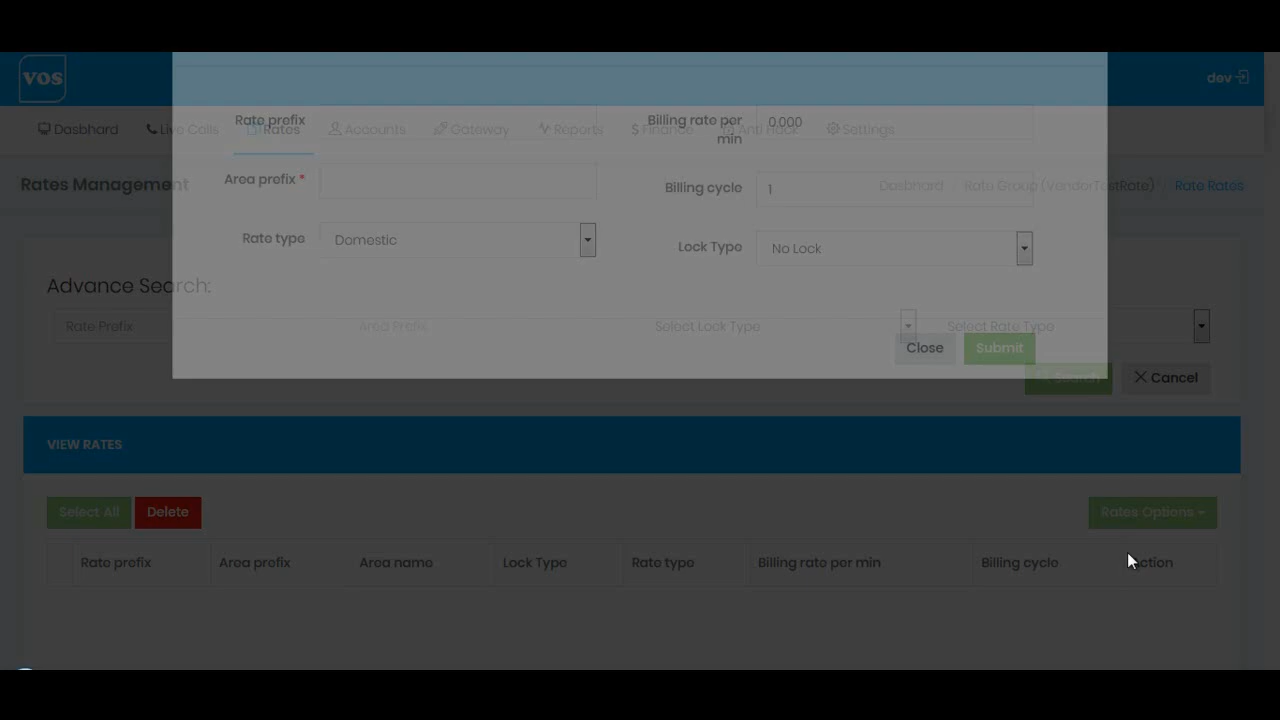 vos
dev
Dasbhard Live Calls Rates Accounts Gateway Reports $ Finance Anti Hack Settings
Rates Management
Dasbhard / Rate Group (VendorTestRate) / Rate Rates
Rate prefix
Billing rate per min
0.000
Area prefix *
Billing cycle
1
Rate type
Domestic
Lock Type
No Lock
Close
Submit
Advance Search:
Rate Prefix
Area Prefix
Select Lock Type
Select Rate Type
Search
Cancel
VIEW RATES
Select All
Delete
Rates Options
Rate prefix Area prefix Area name Lock Type Rate type Billing rate per min Billing cycle Action